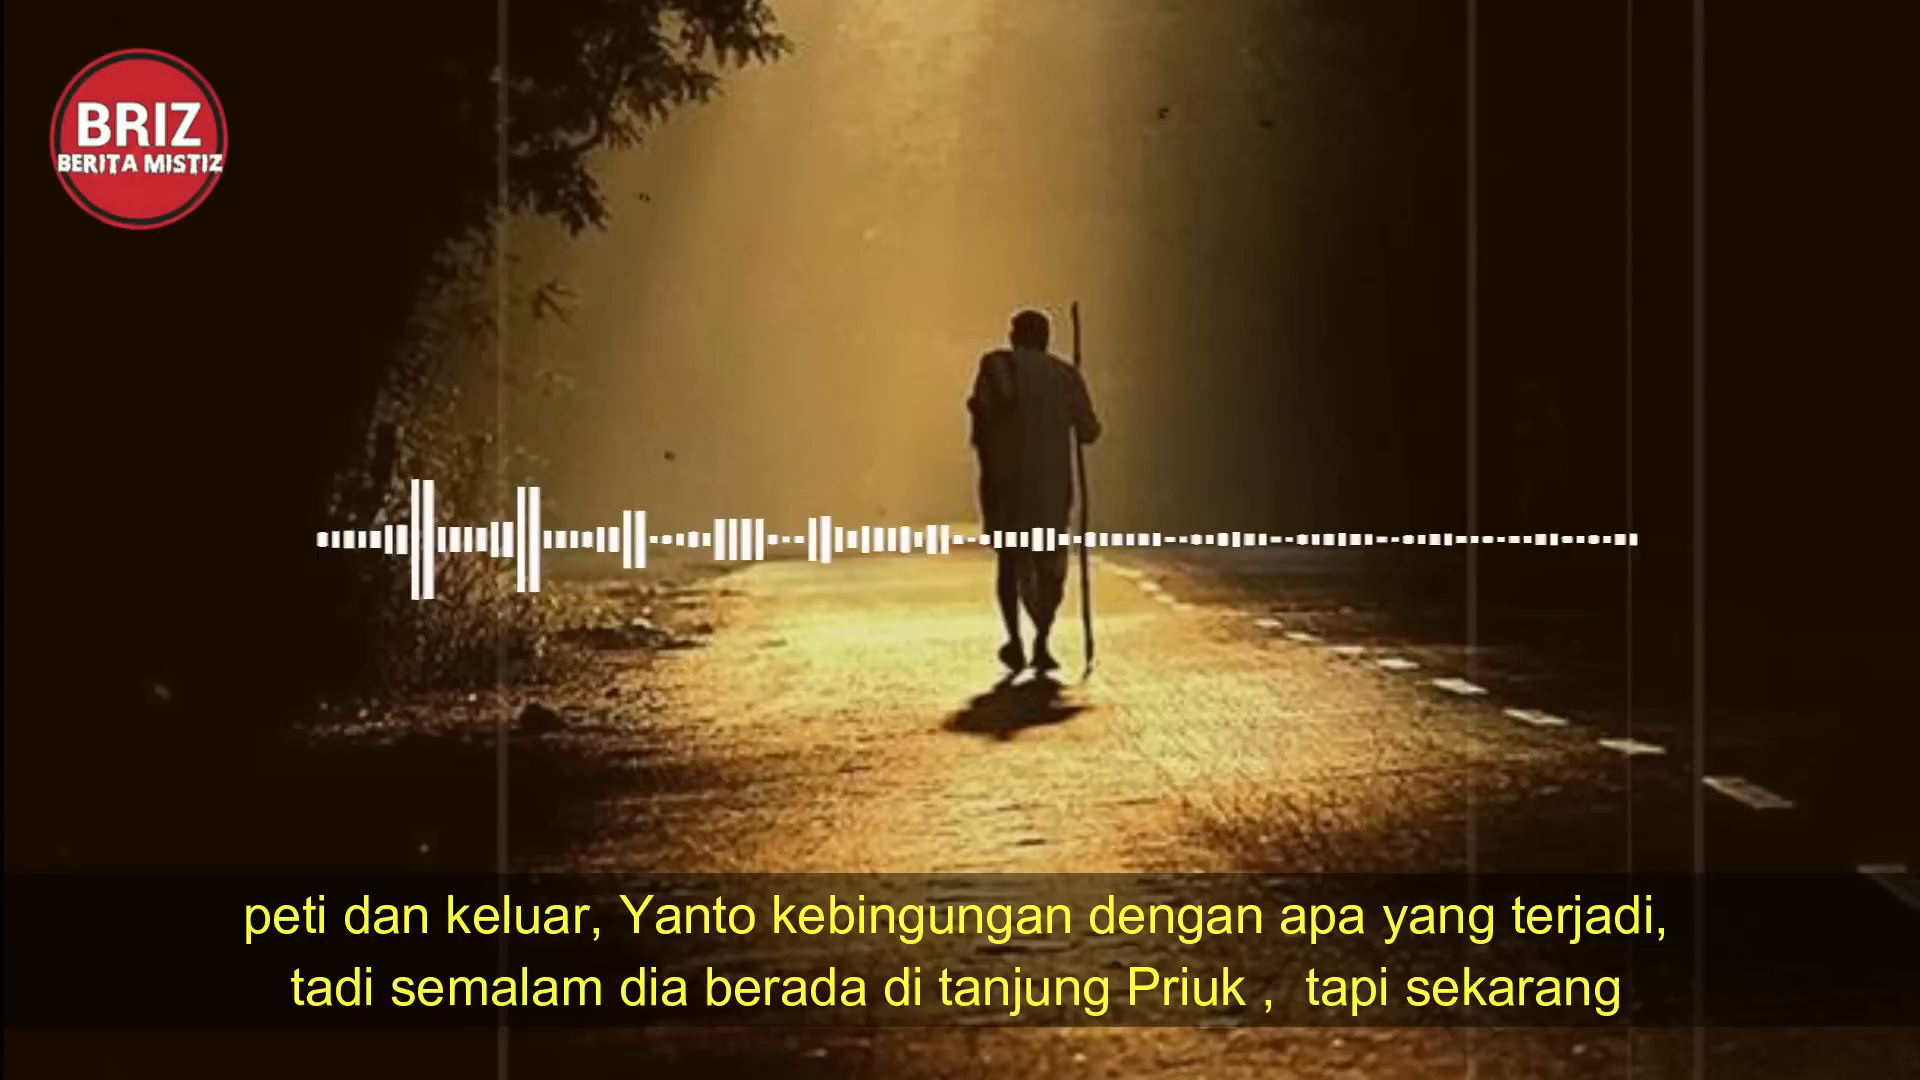 BRIZ
BERITA MISTIZ
peti dan keluar, Yanto kebingungan dengan apa yang terjadi,
tadi semalam dia berada di tanjung Priuk ,  tapi sekarang